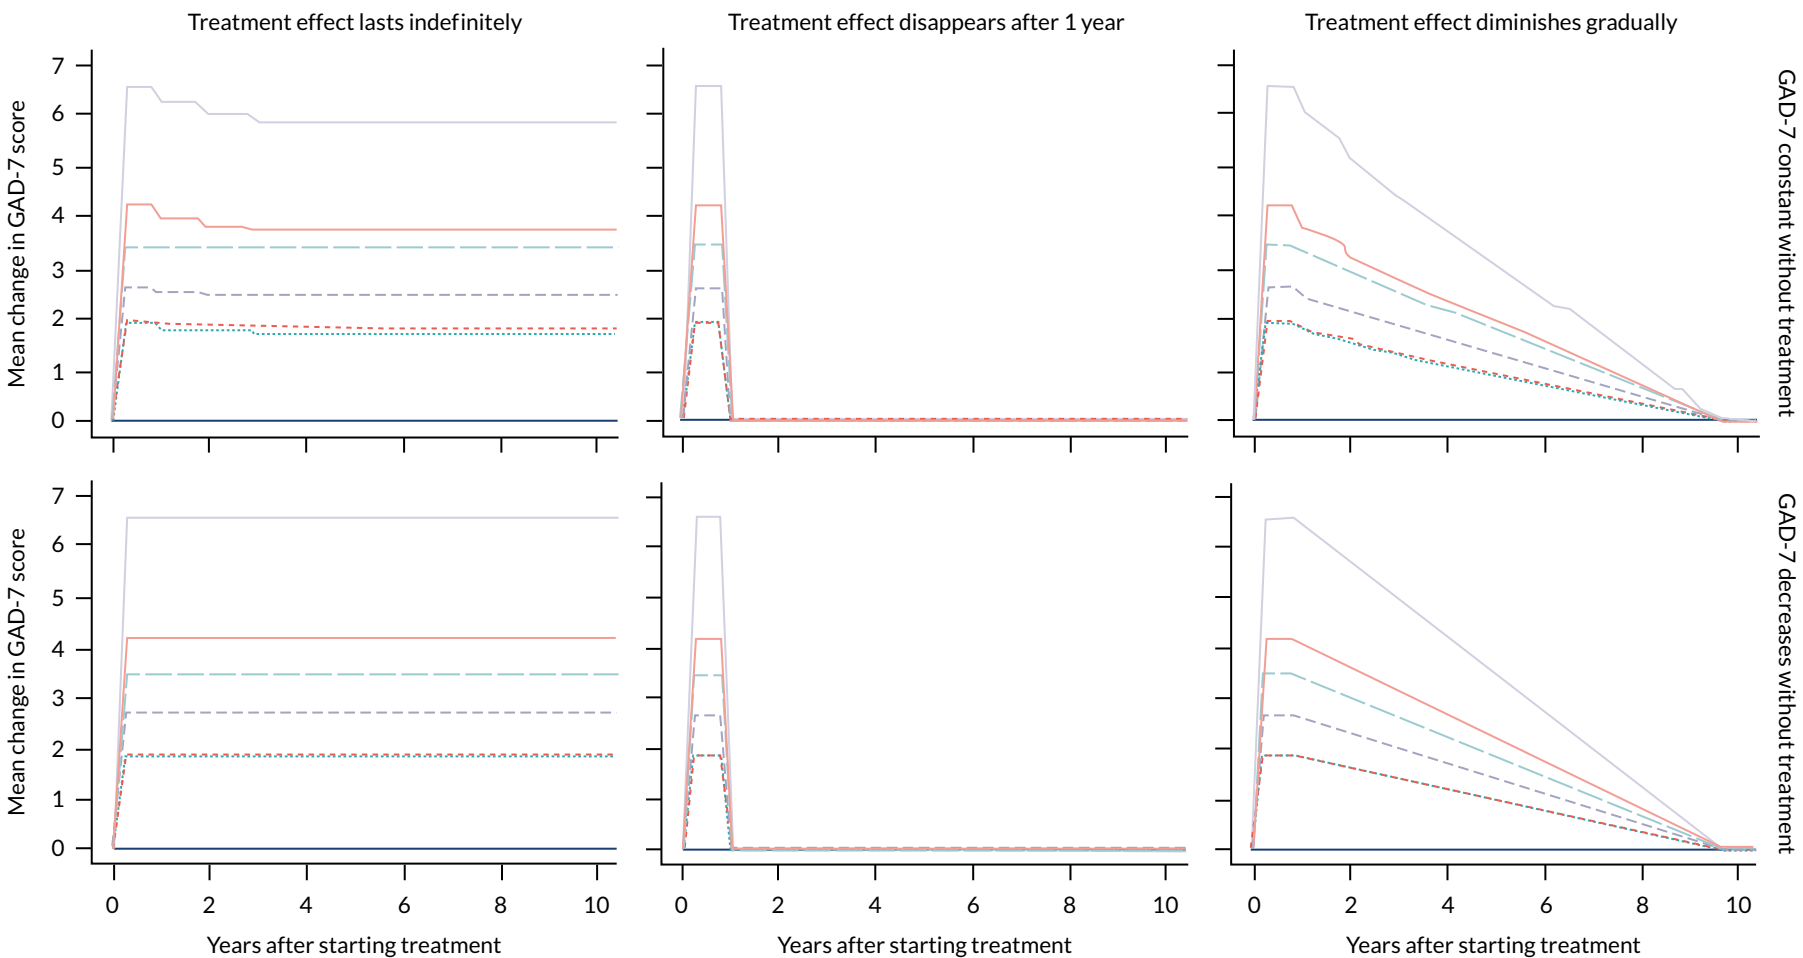 Treatment effect lasts indefinitely
Treatment effect disappears after 1 year
Treatment effect diminishes gradually
Mean change in GAD-7 score
7
6
5
4
3
2
1
0
GAD-7 constant without treatment
Mean change in GAD-7 score
7
6
5
4
3
2
1
0
GAD-7 decreases without treatment
0 2 4 6 8 10
0 2 4 6 8 10
0 2 4 6 8 10
Years after starting treatment
Years after starting treatment
Years after starting treatment